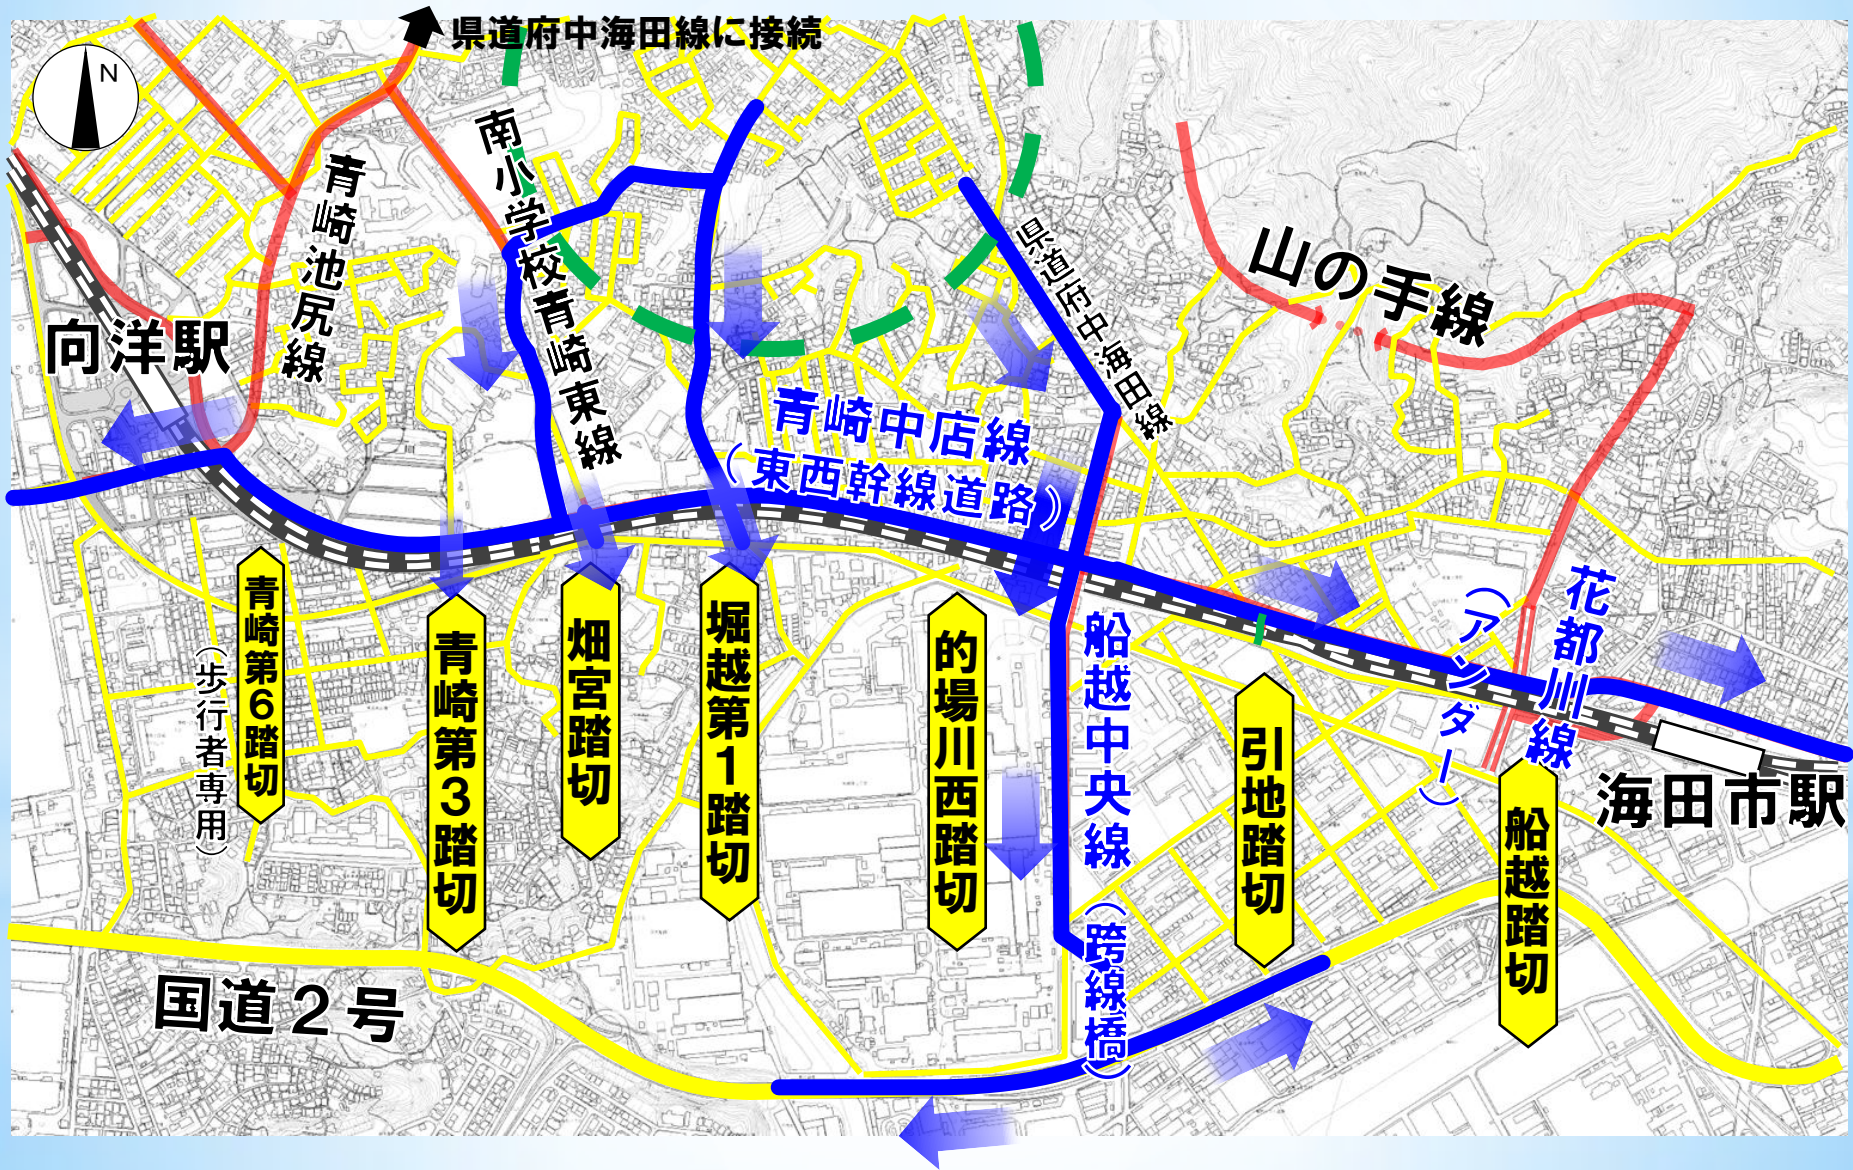 県道府中海田線に接続
N
南小学校青崎東線
青崎池尻線
県道府中海田線
山の手線
向洋駅
青崎中店線
（東西幹線道路）
青崎第６踏切
（歩行者専用）
青崎第３踏切
畑宮踏切
堀越第１踏切
的場川西踏切
船越中央線（跨線橋）
引地踏切
花都川線
（アンダー）
船越踏切
海田市駅
国道２号